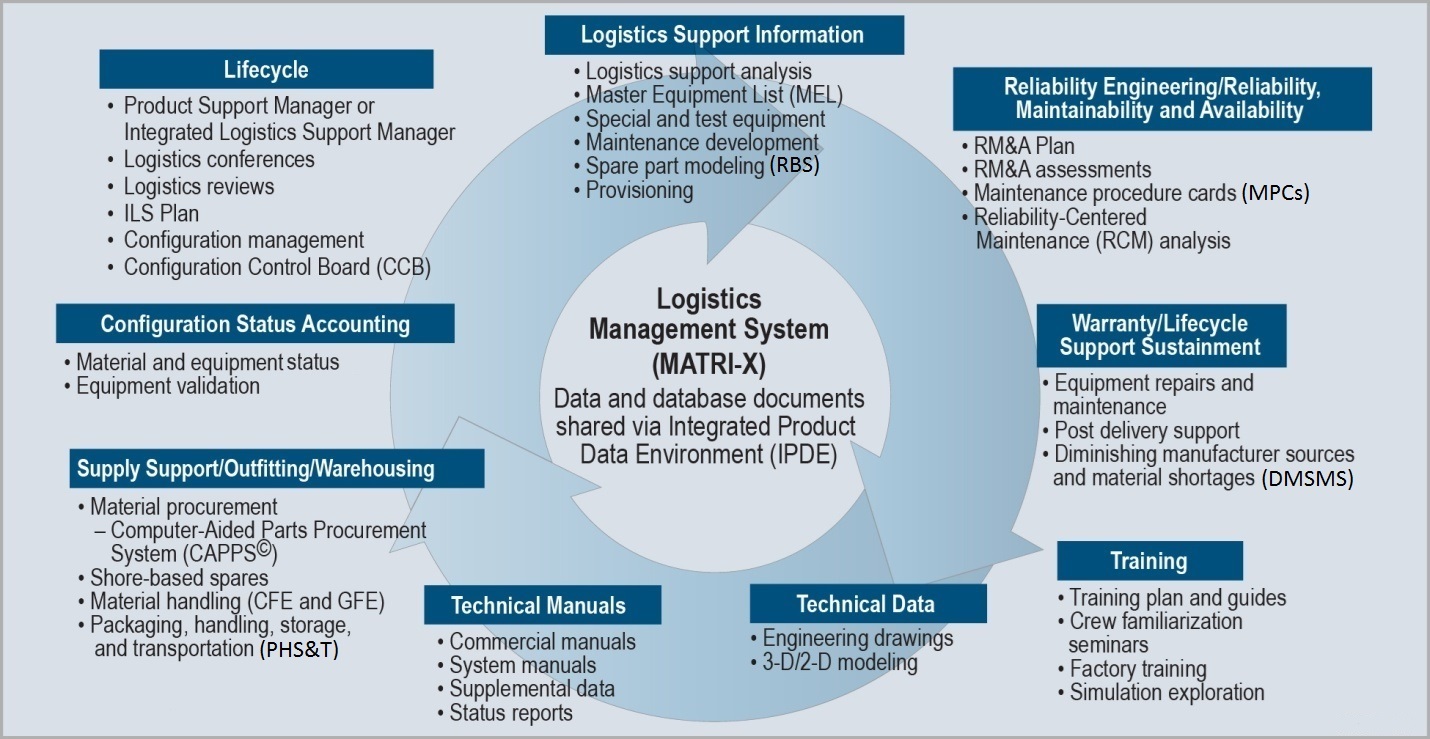 Logistics Support Information
• Logistics support analysis
• Master Equipment List (MEL)
• Special and test equipment
• Maintenance development
• Spare part modeling (RBS)
• Provisioning
Lifecycle
• Product Support Manager or
Integrated Logistics Support Manager
• Logistics conferences
• Logistics reviews
• ILS Plan
• Configuration management
• Configuration Control Board (CCB)
Reliability Engineering/Reliability,
Maintainability and Availability
• RM&A Plan
• RM&A assessments
• Maintenance procedure cards (MPCs)
• Reliability-Centered
Maintenance (RCM) analysis
Configuration Status Accounting
• Material and equipment status
• Equipment validation
Logistics
Management System
(MATRI-X)
Data and database documents
shared via Integrated Product
Data Environment (IPDE)
Warranty/Lifecycle
Support Sustainment
• Equipment repairs and
maintenance
• Post delivery support
• Diminishing manufacturer sources
and material shortages (DMSMS)
Supply Support/Outfitting/Warehousing
• Material procurement
– Computer-Aided Parts Procurement
System (CAPPS©)
• Shore-based spares
• Material handling (CFE and GFE)
• Packaging, handling, storage,
and transportation (PHS&T)
Technical Manuals
• Commercial manuals
• System manuals
• Supplemental data
• Status reports
Technical Data
• Engineering drawings
• 3-D/2-D modeling
Training
• Training plan and guides
• Crew familiarization
seminars
• Factory training
• Simulation exploration